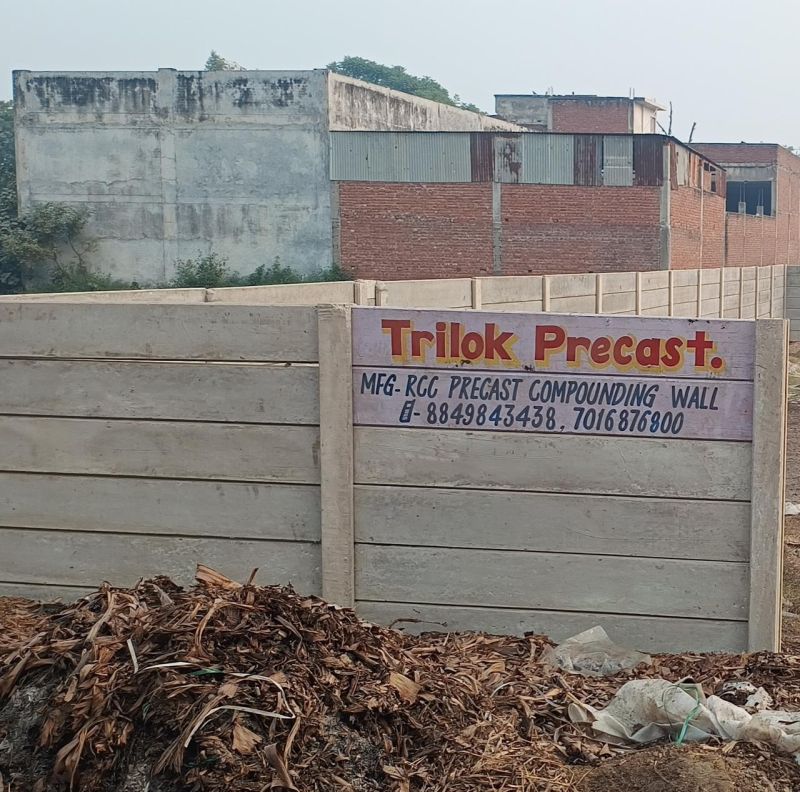 Trilok Precast.
MFG- RCC PRECAST COMPOUNDING WALL
- 8849843438, 7016876800